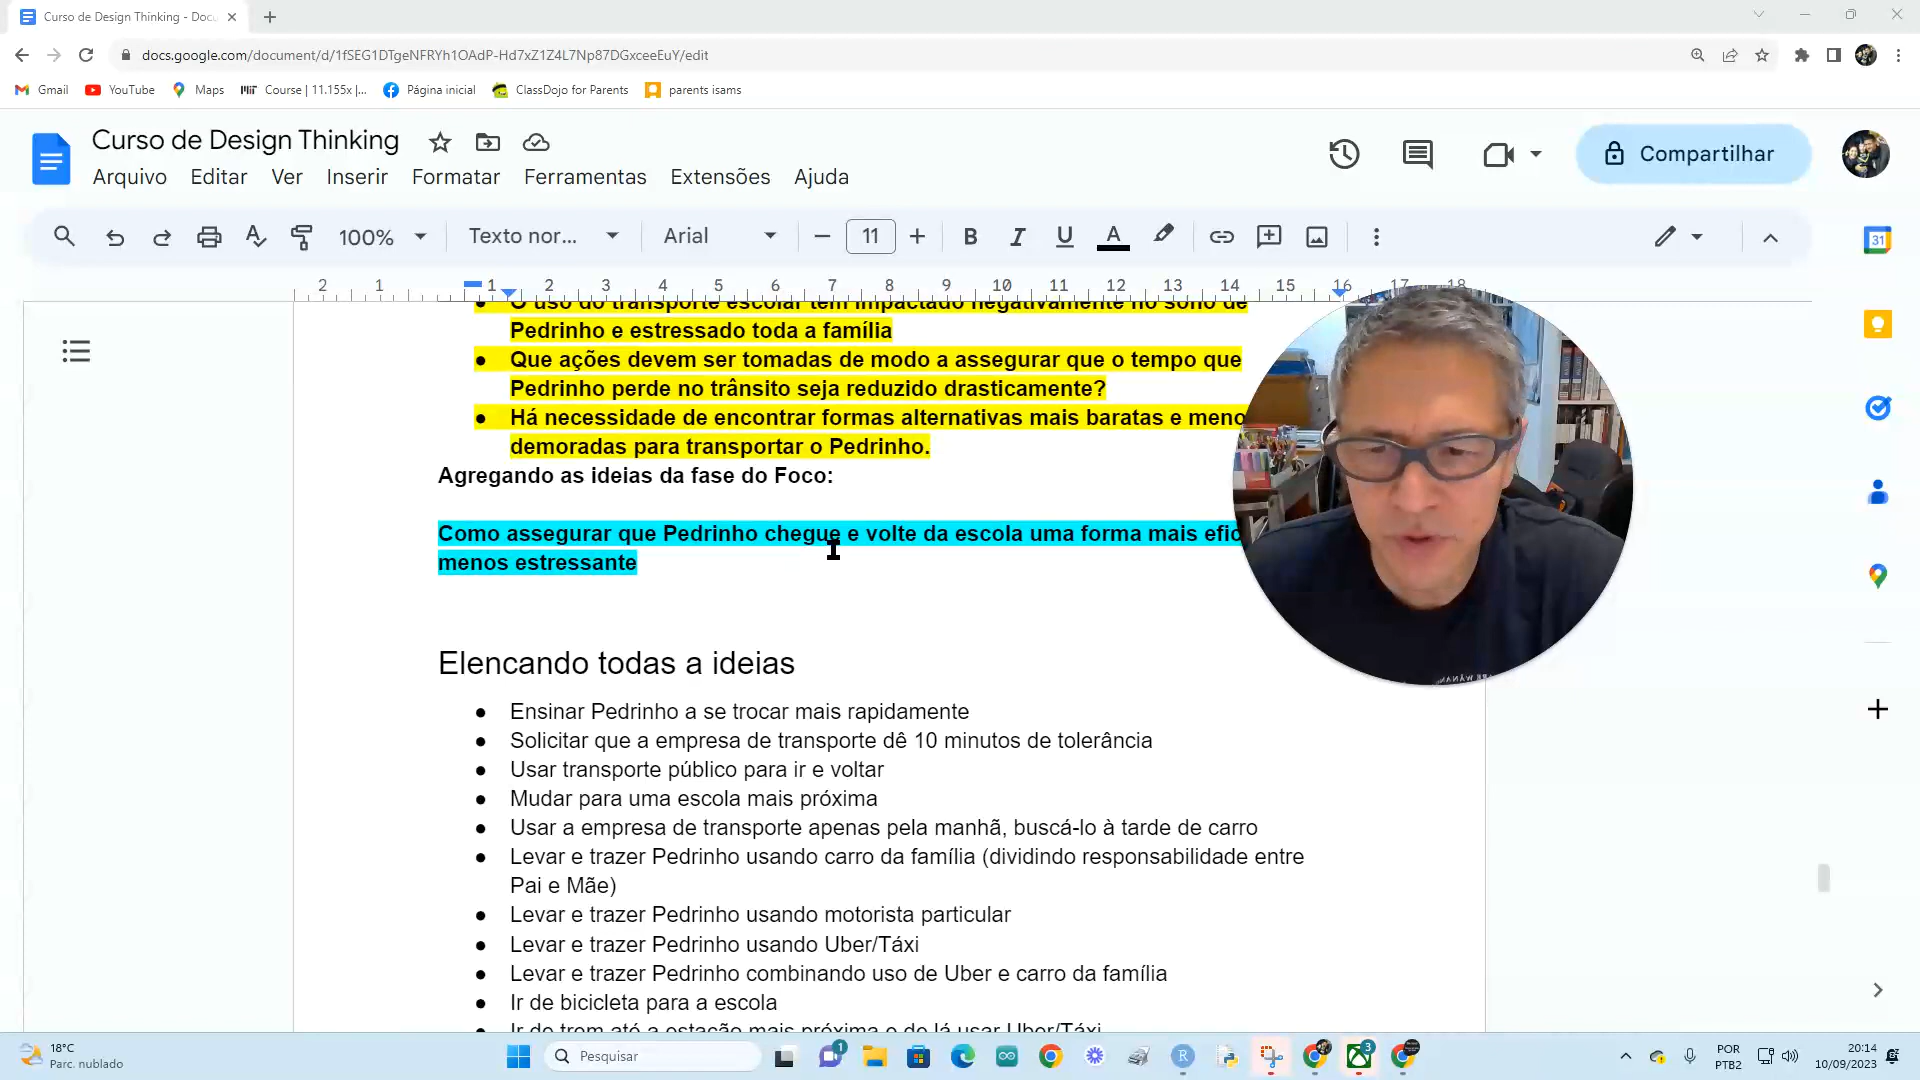 Curso de Design Thinking - Docu
docs.google.com/document/d/1fSEG1DTgeNFRYh1OAdP-Hd7xZ1Z4L7Np87DGxceeEuY/edit
Gmail YouTube Maps Course | 11.155x |... Página inicial ClassDojo for Parents parents isams
Curso de Design Thinking
Compartilhar
Arquivo Editar Ver Inserir Formatar Ferramentas Extensões Ajuda
100% Texto nor... Arial 11 B I U A
31
2 1 1 2 3 4 5 6 7 8 9 10 11 12 13 14 15 16 17 18
O uso do transporte escolar tem impactado negativamente no sono de
Pedrinho e estressado toda a família
Que ações devem ser tomadas de modo a assegurar que o tempo que
Pedrinho perde no trânsito seja reduzido drasticamente?
Há necessidade de encontrar formas alternativas mais baratas e meno
demoradas para transportar o Pedrinho.
Agregando as ideias da fase do Foco:
Como assegurar que Pedrinho chegue e volte da escola uma forma mais efic
menos estressante
Elencando todas a ideias
Ensinar Pedrinho a se trocar mais rapidamente
Solicitar que a empresa de transporte dê 10 minutos de tolerância
Usar transporte público para ir e voltar
Mudar para uma escola mais próxima
Usar a empresa de transporte apenas pela manhã, buscá-lo à tarde de carro
Levar e trazer Pedrinho usando carro da família (dividindo responsabilidade entre
Pai e Mãe)
Levar e trazer Pedrinho usando motorista particular
Levar e trazer Pedrinho usando Uber/Táxi
Levar e trazer Pedrinho combinando uso de Uber e carro da família
Ir de bicicleta para a escola
Ir de trem até a estação mais próxima e de lá usar Uber/Táxi
18°C
Parc. nublado
Pesquisar
1
R
3
POR
PTB2
20:14
10/09/2023